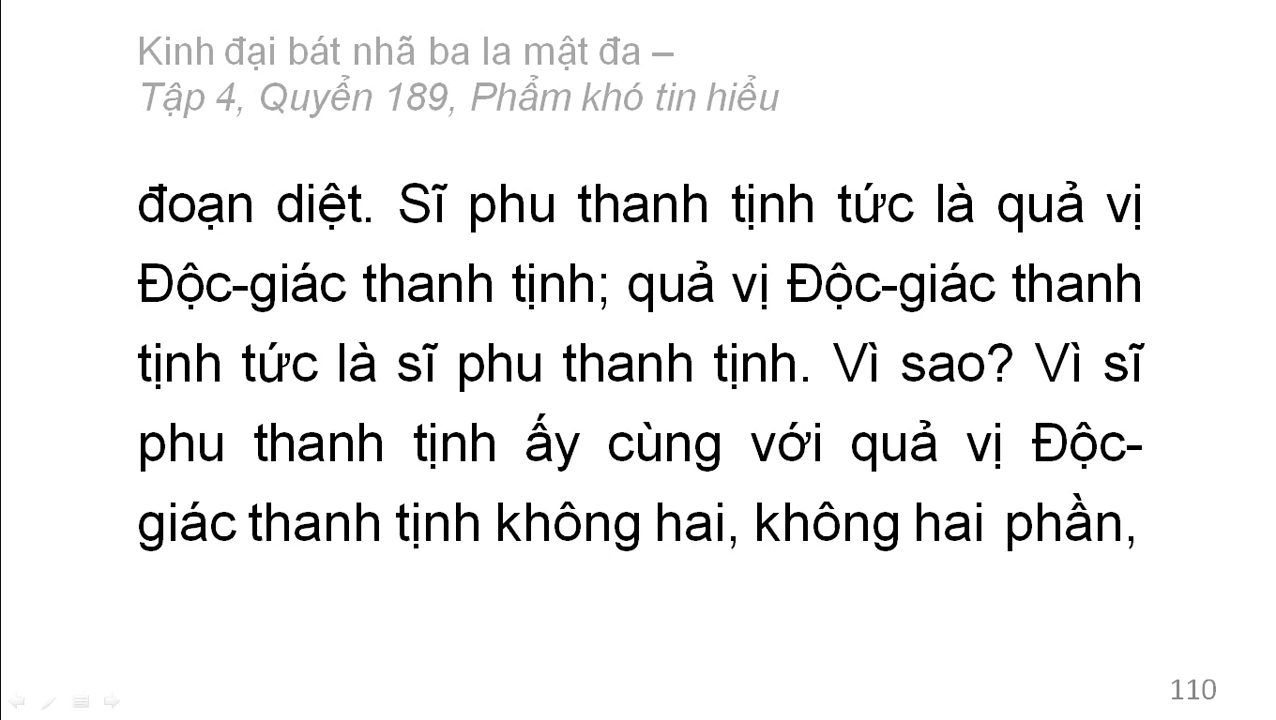 Kinh đại bát nhã ba la mật đa –
Tập 4, Quyển 189, Phẩm khó tin hiểu
đoạn diệt. Sĩ phu thanh tịnh tức là quả vị
Độc-giác thanh tịnh; quả vị Độc-giác thanh
tịnh tức là sĩ phu thanh tịnh. Vì sao? Vì sĩ
phu thanh tịnh ấy cùng với quả vị Độc-
giác thanh tịnh không hai, không hai phần,
110